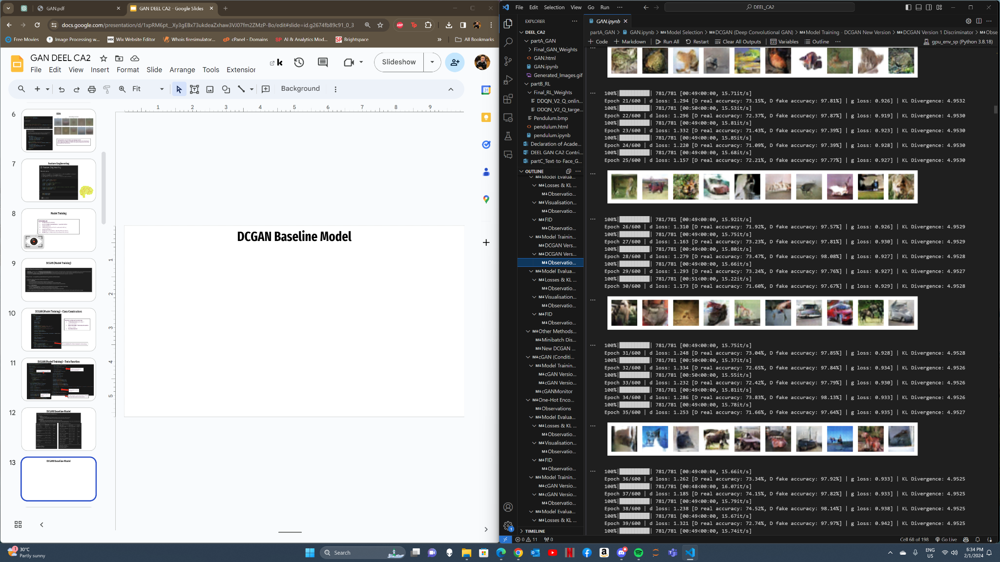 GAN.pdf
GAN DEEL CA2 - Google Slides
docs.google.com/presentation/d/1xpRM6pt__Xy3gEBx73ukdeaZxhaw3VJ07fm2ZMzP-Bo/edit#slide=id.g2674fb89c91_0_3
Free Movies
Image Processing w...
Wix Website Editor
Whois firesimulator...
cPanel - Domains
AI & Analytics Mod...
Brightspace
All Bookmarks
GAN DEEL CA2
File Edit View Insert Format Slide Arrange Tools Extension
Slideshow
Fit
Background
1 2 3 4 5 6 7 8 9
6
EDA
7
Feature Engineering
8
Model Training
9
DCGAN (Model Training)
10
DCGAN (Model Training) - Class Constructors
11
DCGAN (Model Training) - Train Function
12
DCGAN Baseline Model
13
DCGAN Baseline Model
DCGAN Baseline Model
1
2
3
4
5
File Edit Selection View Go Run ···
DEEL_CA2
EXPLORER
GAN.ipynb
DEEL_CA2
partA_GAN
Final_GAN_Weights
GAN.html
GAN.ipynb
Generated_Images.gif
partB_RL
Final_RL_Weights
DDQN_V2_Q_onlin...
DDQN_V2_Q_targe...
Pendulum.bmp
pendulum.html
pendulum.ipynb
Declaration of Acade...
DEEL GAN CA2 Contri...
partC_Text-to-Face_G...
OUTLINE
Model Evalua...
Losses & KL ...
Observatio...
Visualisation...
Observatio...
FID
Observatio...
Model Trainin...
DCGAN Vers...
DCGAN Vers...
Observatio...
Model Evalua...
Losses & KL ...
Observatio...
Visualisation...
Observatio...
FID
Observatio...
Other Methods...
Minibatch Dis...
New DCGAN ...
cGAN (Conditi...
Model Trainin...
cGAN Versio...
cGAN Versio...
cGANMonitor
One-Hot Enco...
Observations
Model Evalua...
Losses & KL ...
Observatio...
Visualisation...
Observatio...
FID
Observatio...
Model Trainin...
cGAN Versio...
cGAN Versio...
Observatio...
Model Evalua...
Losses & KL ...
TIMELINE
partA_GAN > GAN.ipynb > Model Selection > DCGAN (Deep Convolutional GAN) > Model Training - DCGAN New Version > DCGAN Version 1 Discriminator > Obse
+ Code + Markdown Run All Restart Clear All Outputs Variables Outline ··· gpu_env_sp (Python 3.8.18)
100%|██████████| 781/781 [00:49<00:00, 15.71it/s]
Epoch 21/600 | d loss: 1.294 [D real accuracy: 73.15%, D fake accuracy: 97.81%] | g loss: 0.926] | KL Divergence: 4.9532
100%|██████████| 781/781 [00:50<00:00, 15.53it/s]
Epoch 22/600 | d loss: 1.296 [D real accuracy: 72.37%, D fake accuracy: 97.87%] | g loss: 0.919] | KL Divergence: 4.9530
100%|██████████| 781/781 [00:49<00:00, 15.81it/s]
Epoch 23/600 | d loss: 1.332 [D real accuracy: 71.43%, D fake accuracy: 97.39%] | g loss: 0.923] | KL Divergence: 4.9530
100%|██████████| 781/781 [00:49<00:00, 15.85it/s]
Epoch 24/600 | d loss: 1.220 [D real accuracy: 71.09%, D fake accuracy: 97.39%] | g loss: 0.928] | KL Divergence: 4.9530
100%|██████████| 781/781 [00:49<00:00, 15.68it/s]
Epoch 25/600 | d loss: 1.157 [D real accuracy: 72.21%, D fake accuracy: 97.77%] | g loss: 0.927] | KL Divergence: 4.9530
100%|██████████| 781/781 [00:49<00:00, 15.92it/s]
Epoch 26/600 | d loss: 1.310 [D real accuracy: 71.92%, D fake accuracy: 97.57%] | g loss: 0.926] | KL Divergence: 4.9529
100%|██████████| 781/781 [00:49<00:00, 15.75it/s]
Epoch 27/600 | d loss: 1.163 [D real accuracy: 73.23%, D fake accuracy: 97.81%] | g loss: 0.930] | KL Divergence: 4.9529
100%|██████████| 781/781 [00:49<00:00, 15.80it/s]
Epoch 28/600 | d loss: 1.279 [D real accuracy: 73.47%, D fake accuracy: 98.08%] | g loss: 0.927] | KL Divergence: 4.9528
100%|██████████| 781/781 [00:49<00:00, 15.66it/s]
Epoch 29/600 | d loss: 1.293 [D real accuracy: 73.24%, D fake accuracy: 97.76%] | g loss: 0.927] | KL Divergence: 4.9527
100%|██████████| 781/781 [00:51<00:00, 15.22it/s]
Epoch 30/600 | d loss: 1.173 [D real accuracy: 71.60%, D fake accuracy: 97.67%] | g loss: 0.929] | KL Divergence: 4.9528
100%|██████████| 781/781 [00:49<00:00, 15.75it/s]
Epoch 31/600 | d loss: 1.248 [D real accuracy: 73.04%, D fake accuracy: 97.85%] | g loss: 0.928] | KL Divergence: 4.9528
100%|██████████| 781/781 [00:50<00:00, 15.37it/s]
Epoch 32/600 | d loss: 1.334 [D real accuracy: 72.65%, D fake accuracy: 97.84%] | g loss: 0.934] | KL Divergence: 4.9526
100%|██████████| 781/781 [00:50<00:00, 15.55it/s]
Epoch 33/600 | d loss: 1.232 [D real accuracy: 72.42%, D fake accuracy: 97.79%] | g loss: 0.930] | KL Divergence: 4.9526
100%|██████████| 781/781 [00:49<00:00, 15.81it/s]
Epoch 34/600 | d loss: 1.286 [D real accuracy: 73.83%, D fake accuracy: 98.13%] | g loss: 0.933] | KL Divergence: 4.9526
100%|██████████| 781/781 [00:49<00:00, 15.78it/s]
Epoch 35/600 | d loss: 1.253 [D real accuracy: 71.66%, D fake accuracy: 97.64%] | g loss: 0.935] | KL Divergence: 4.9527
100%|██████████| 781/781 [00:49<00:00, 15.66it/s]
Epoch 36/600 | d loss: 1.262 [D real accuracy: 73.34%, D fake accuracy: 97.92%] | g loss: 0.933] | KL Divergence: 4.9525
100%|██████████| 781/781 [00:48<00:00, 16.07it/s]
Epoch 37/600 | d loss: 1.185 [D real accuracy: 74.15%, D fake accuracy: 97.82%] | g loss: 0.933] | KL Divergence: 4.9525
100%|██████████| 781/781 [00:49<00:00, 15.79it/s]
Epoch 38/600 | d loss: 1.238 [D real accuracy: 74.52%, D fake accuracy: 98.14%] | g loss: 0.938] | KL Divergence: 4.9525
100%|██████████| 781/781 [00:49<00:00, 15.67it/s]
Epoch 39/600 | d loss: 1.321 [D real accuracy: 72.74%, D fake accuracy: 97.97%] | g loss: 0.942] | KL Divergence: 4.9525
100%|██████████| 781/781 [00:49<00:00, 15.74it/s]
0 11 0
Cell 68 of 198 Go Live
30°C
Partly sunny
Search
ENG
US
6:34 PM
2/1/2024